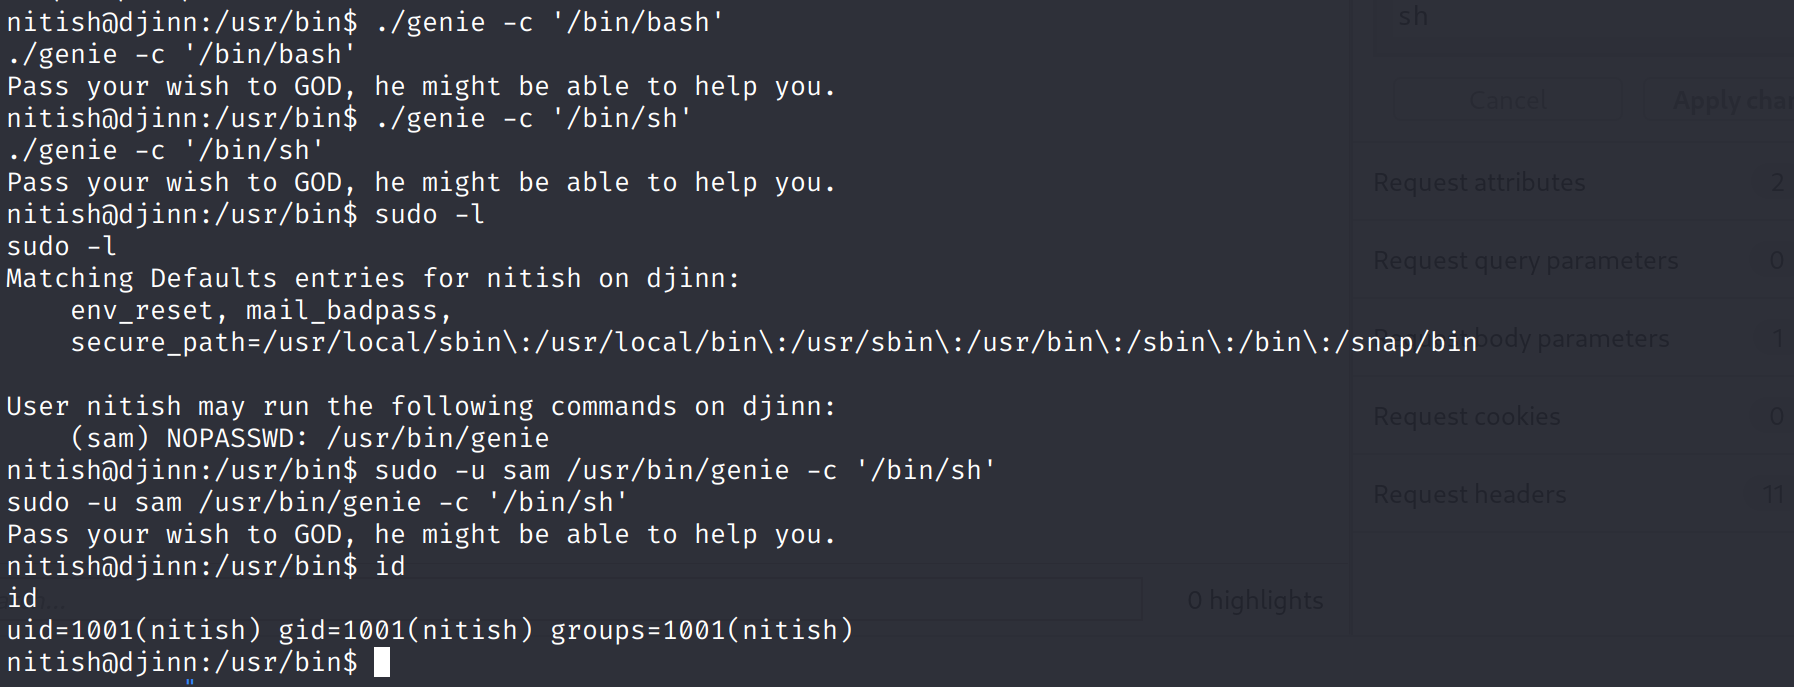 nitish@djinn:/usr/bin$ ./genie -c '/bin/bash'
./genie -c '/bin/bash'
Pass your wish to GOD, he might be able to help you.
nitish@djinn:/usr/bin$ ./genie -c '/bin/sh'
./genie -c '/bin/sh'
Pass your wish to GOD, he might be able to help you.
nitish@djinn:/usr/bin$ sudo -l
sudo -l
Matching Defaults entries for nitish on djinn:
    env_reset, mail_badpass,
    secure_path=/usr/local/sbin\:/usr/local/bin\:/usr/sbin\:/usr/bin\:/sbin\:/bin\:/snap/bin

User nitish may run the following commands on djinn:
    (sam) NOPASSWD: /usr/bin/genie
nitish@djinn:/usr/bin$ sudo -u sam /usr/bin/genie -c '/bin/sh'
sudo -u sam /usr/bin/genie -c '/bin/sh'
Pass your wish to GOD, he might be able to help you.
nitish@djinn:/usr/bin$ id
id
uid=1001(nitish) gid=1001(nitish) groups=1001(nitish)
nitish@djinn:/usr/bin$
sh
Cancel
Request attributes 2
Request query parameters 0
body parameters 1
Request cookies 0
Request headers 11
0 highlights